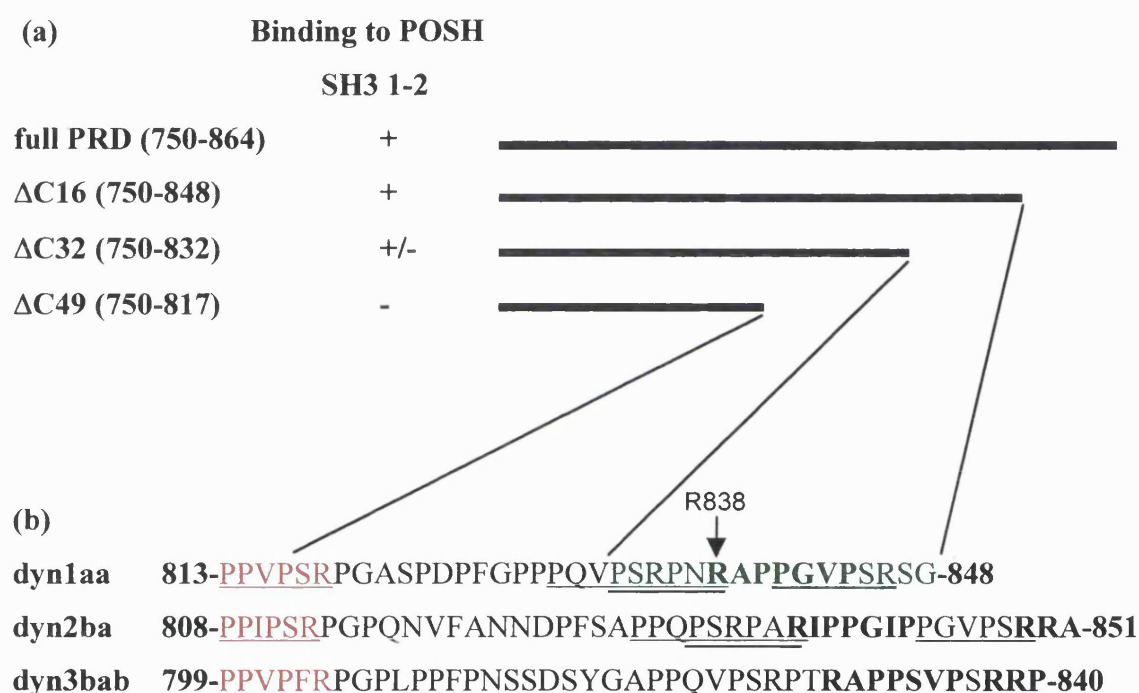 (a) Binding to POSH
SH3 1-2
full PRD (750-864) +
ΔC16 (750-848) +
ΔC32 (750-832) +/-
ΔC49 (750-817) -
R838
(b)
dyn1aa 813-PPVPSRPGASPDPFGPPPQVPSRPNRAPPGVPSRSG-848
dyn2ba 808-PPIPSRPGPQNVFANNDPFSAPPQPSRPARIPPGIPPGVPSRRA-851
dyn3bab 799-PPVPFRPGPLPPFPNSSDSYGAPPQVPSRPTRAPPSVPSRRP-840